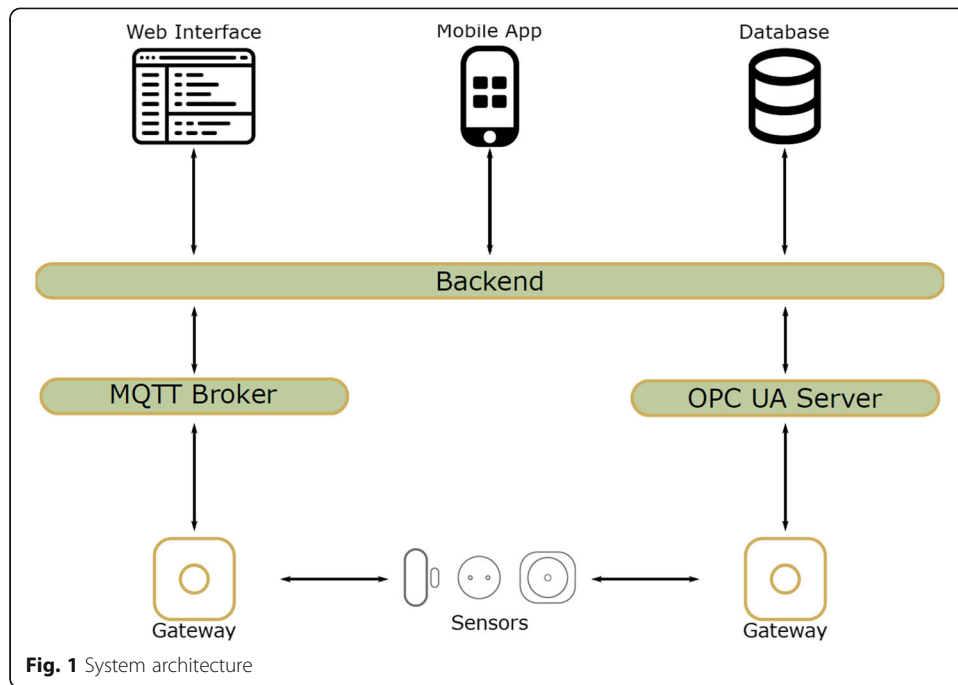 Web Interface
Mobile App
Database
Backend
MQTT Broker
OPC UA Server
Gateway
Sensors
Gateway
Fig. 1 System architecture